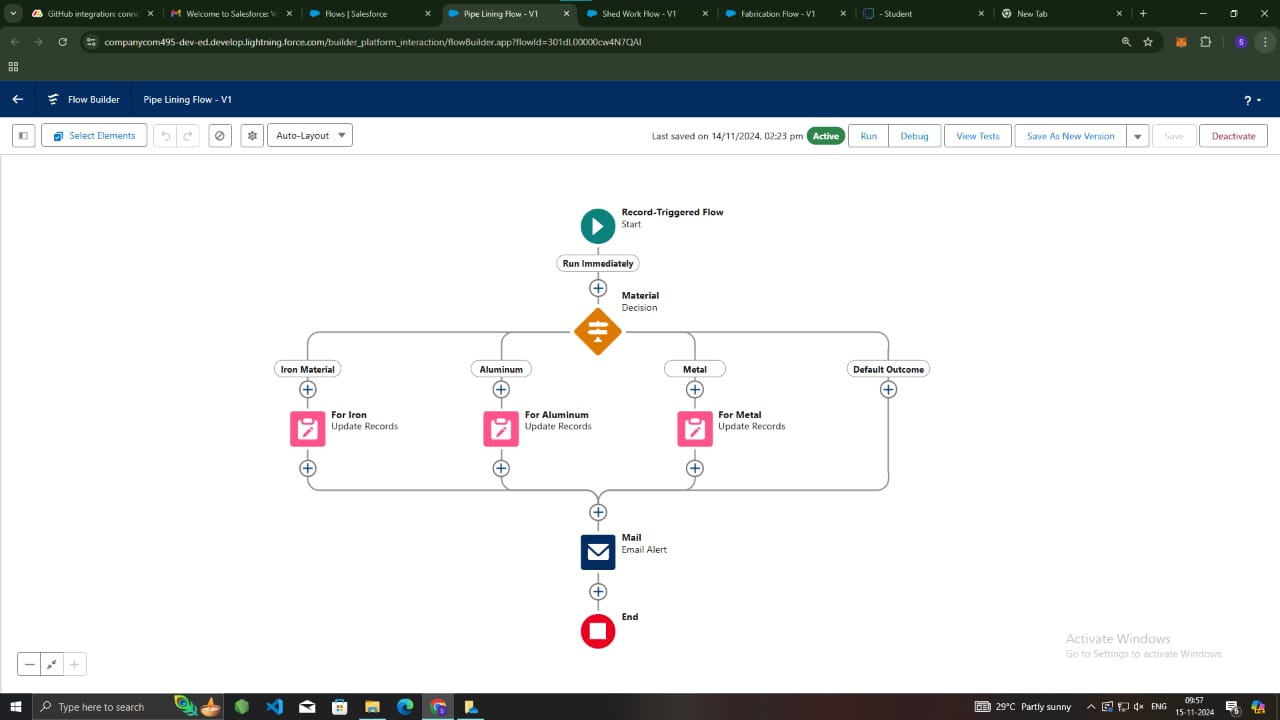 GitHub integrations: conne
Welcome to Salesforce: V
Flows | Salesforce
Pipe Lining Flow - V1
Shed Work Flow - V1
Fabrication Flow - V1
- Student
New Tab
companycom495-dev-ed.develop.lightning.force.com/builder_platform_interaction/flowBuilder.app?flowId=301dL00000cw4N7QAI
S
Flow Builder
Pipe Lining Flow - V1
?
Select Elements
Auto-Layout
Last saved on 14/11/2024, 02:23 pm
Active
Run
Debug
View Tests
Save As New Version
Save
Deactivate
Record-Triggered Flow
Start
Run Immediately
Material
Decision
Iron Material
Aluminum
Metal
Default Outcome
For Iron
Update Records
For Aluminum
Update Records
For Metal
Update Records
Mail
Email Alert
End
Activate Windows
Go to Settings to activate Windows.
Type here to search
29°C Partly sunny
ENG
09:57
15-11-2024